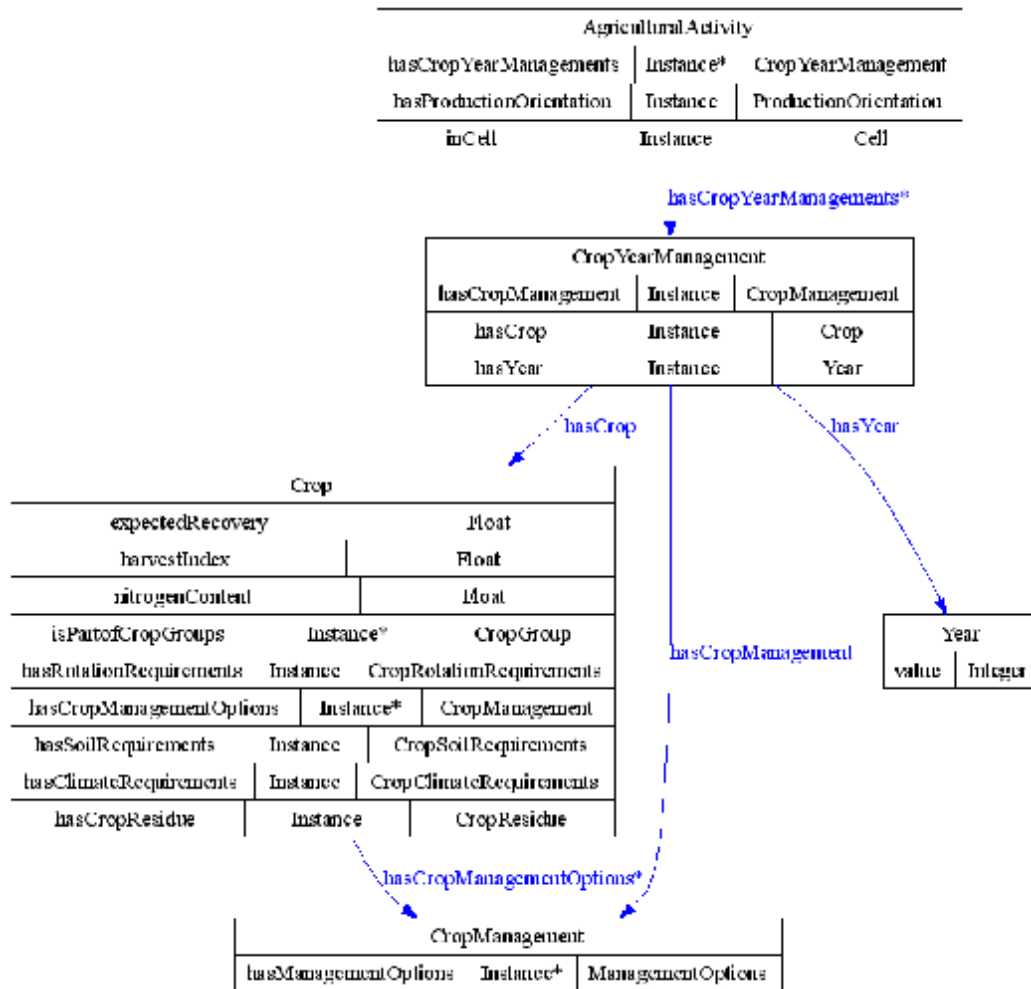 AgriculturalActivity
hasCropYearManagements Instance* CropYearManagement
hasProductionOrientation Instance ProductionOrientation
inCell Instance Cell
hasCropYearManagements*
CropYearManagement
hasCropManagement Instance CropManagement
hasCrop Instance Crop
hasYear Instance Year
hasCrop
hasYear
Crop
expectedRecovery Float
harvestIndex Float
nitrogenContent Float
isPartofCropGroups Instance* CropGroup
hasRotationRequirements Instance CropRotationRequirements
hasCropManagementOptions Instance* CropManagement
hasSoilRequirements Instance CropSoilRequirements
hasClimateRequirements Instance CropClimateRequirements
hasCropResidue Instance CropResidue
Year
value Integer
hasCropManagement
hasCropManagementOptions*
CropManagement
hasManagementOptions Instance* ManagementOptions